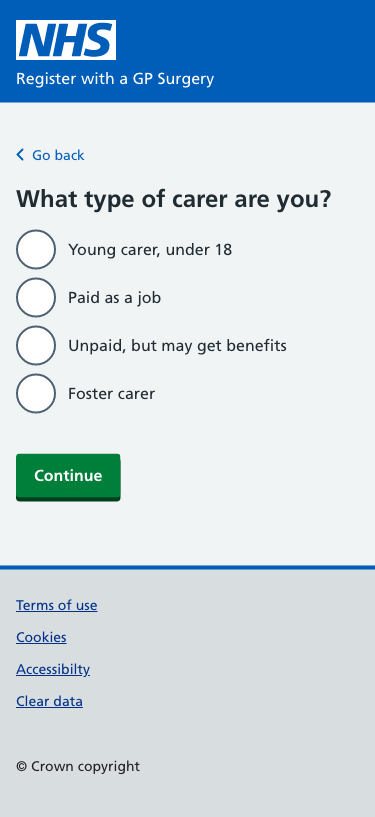 NHS
Register with a GP Surgery
Go back
What type of carer are you?
Young carer, under 18
Paid as a job
Unpaid, but may get benefits
Foster carer
Continue
Terms of use
Cookies
Accessibilty
Clear data
© Crown copyright